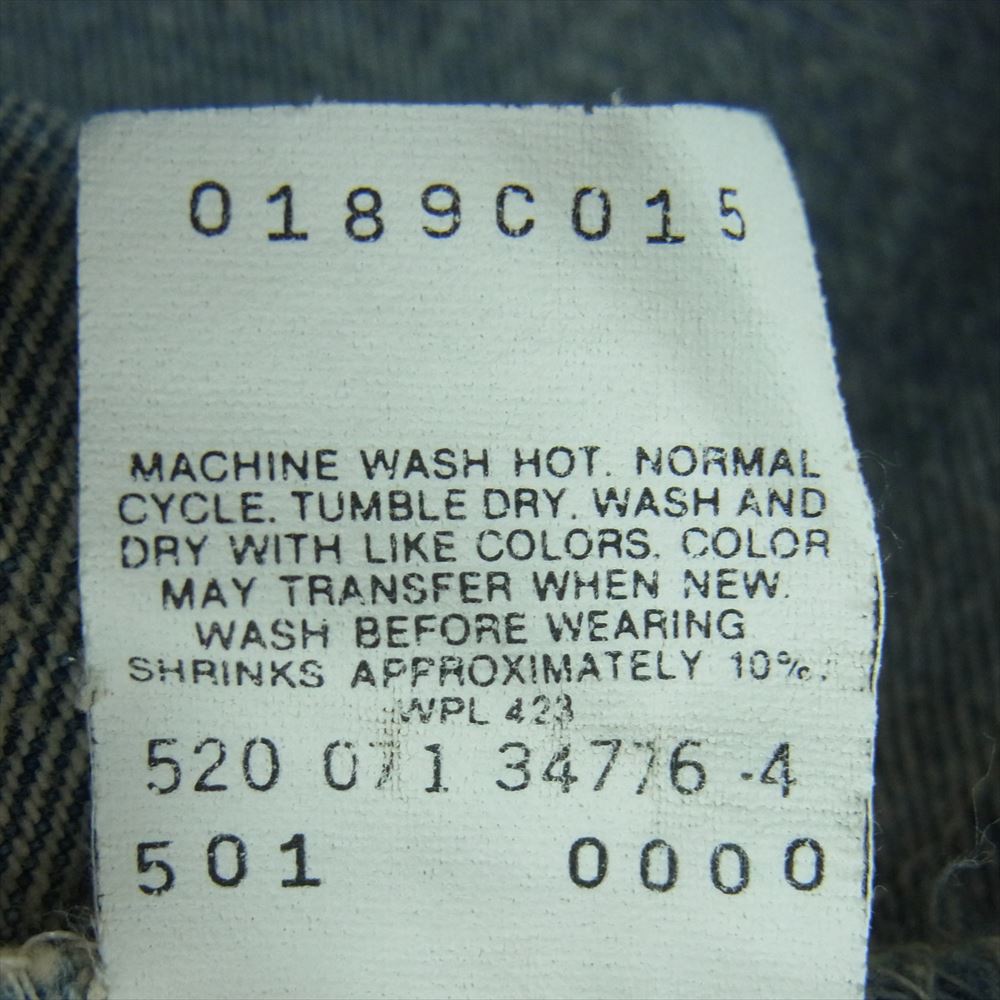 0189C015
MACHINE WASH HOT. NORMAL
CYCLE. TUMBLE DRY. WASH AND
DRY WITH LIKE COLORS. COLOR
MAY TRANSFER WHEN NEW.
WASH BEFORE WEARING
SHRINKS APPROXIMATELY 10%.
WPL 423
520 071 34776-4
501 0000